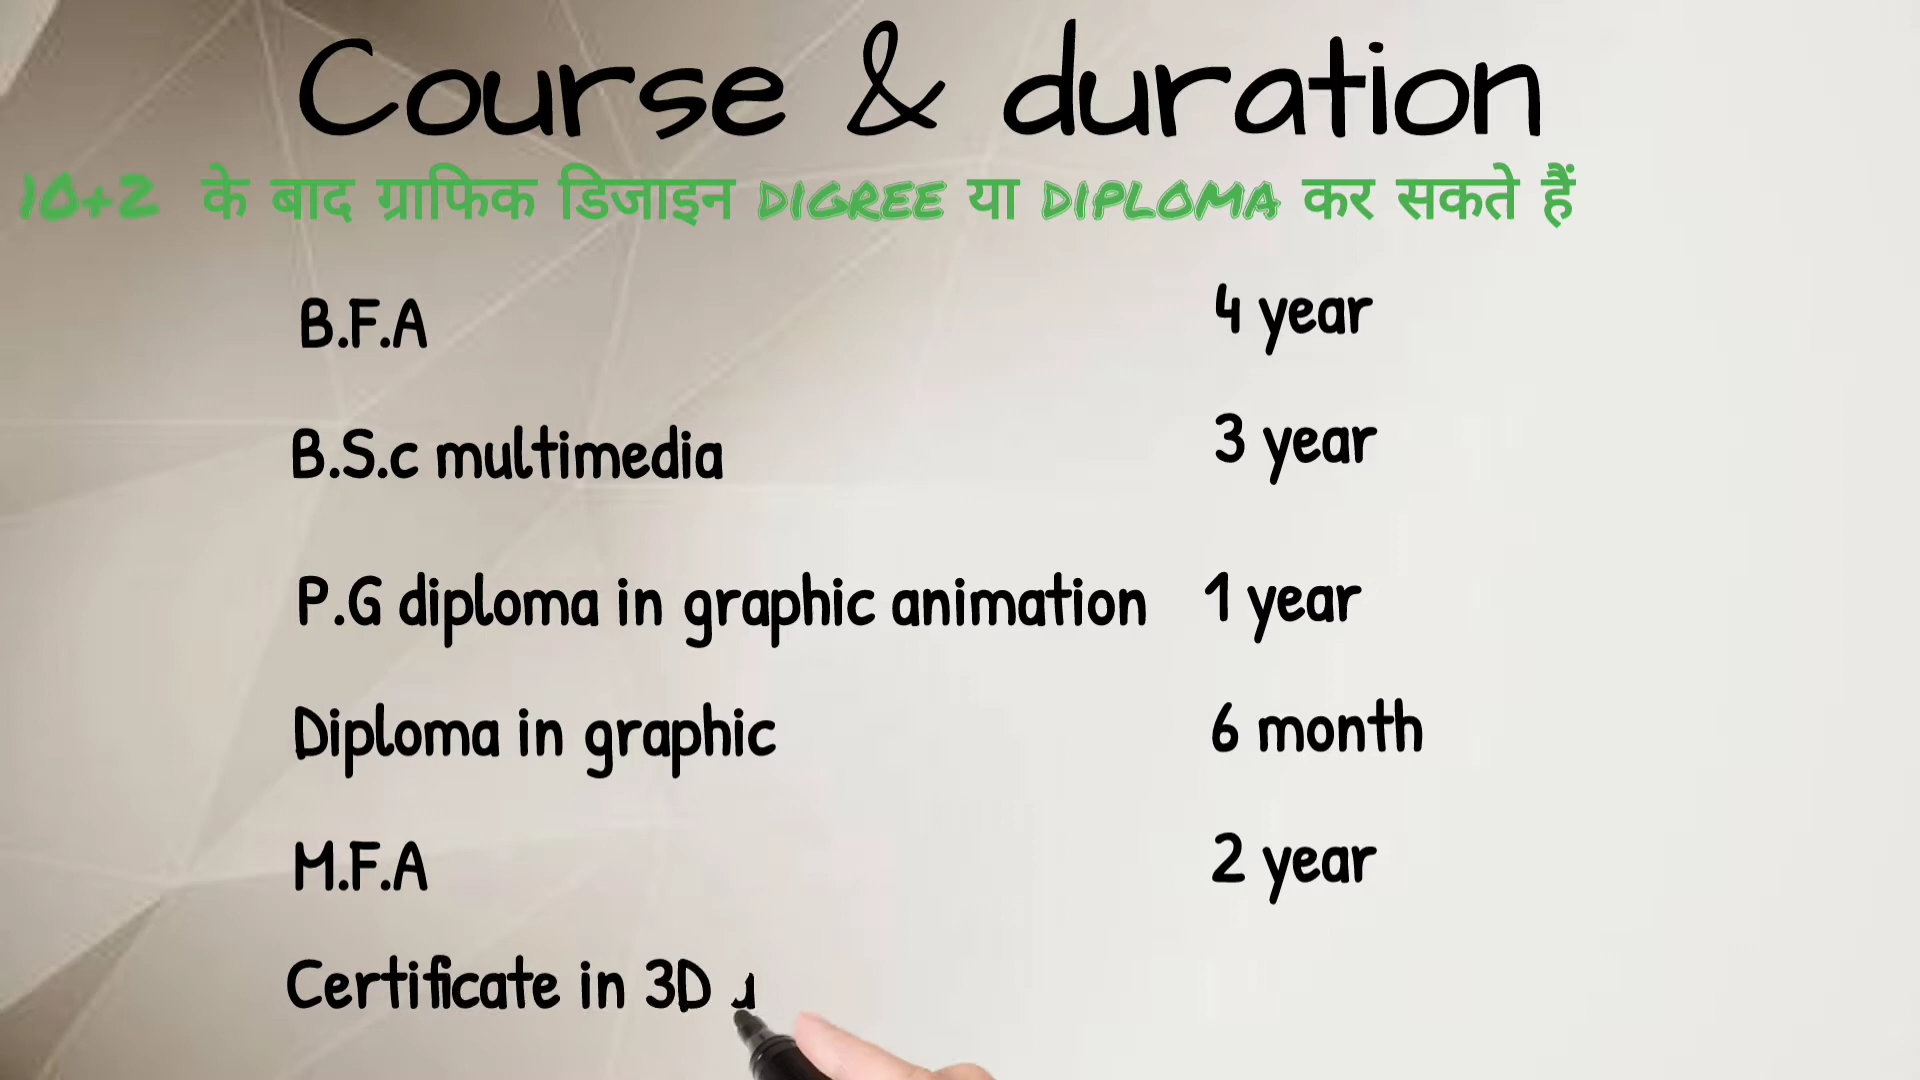 Course & duration
10+2 के बाद ग्राफिक डिजाइन DIGREE या DIPLOMA कर सकते हैं
B.F.A 4 year
B.S.c multimedia 3 year
P.G diploma in graphic animation 1 year
Diploma in graphic 6 month
M.F.A 2 year
Certificate in 3D